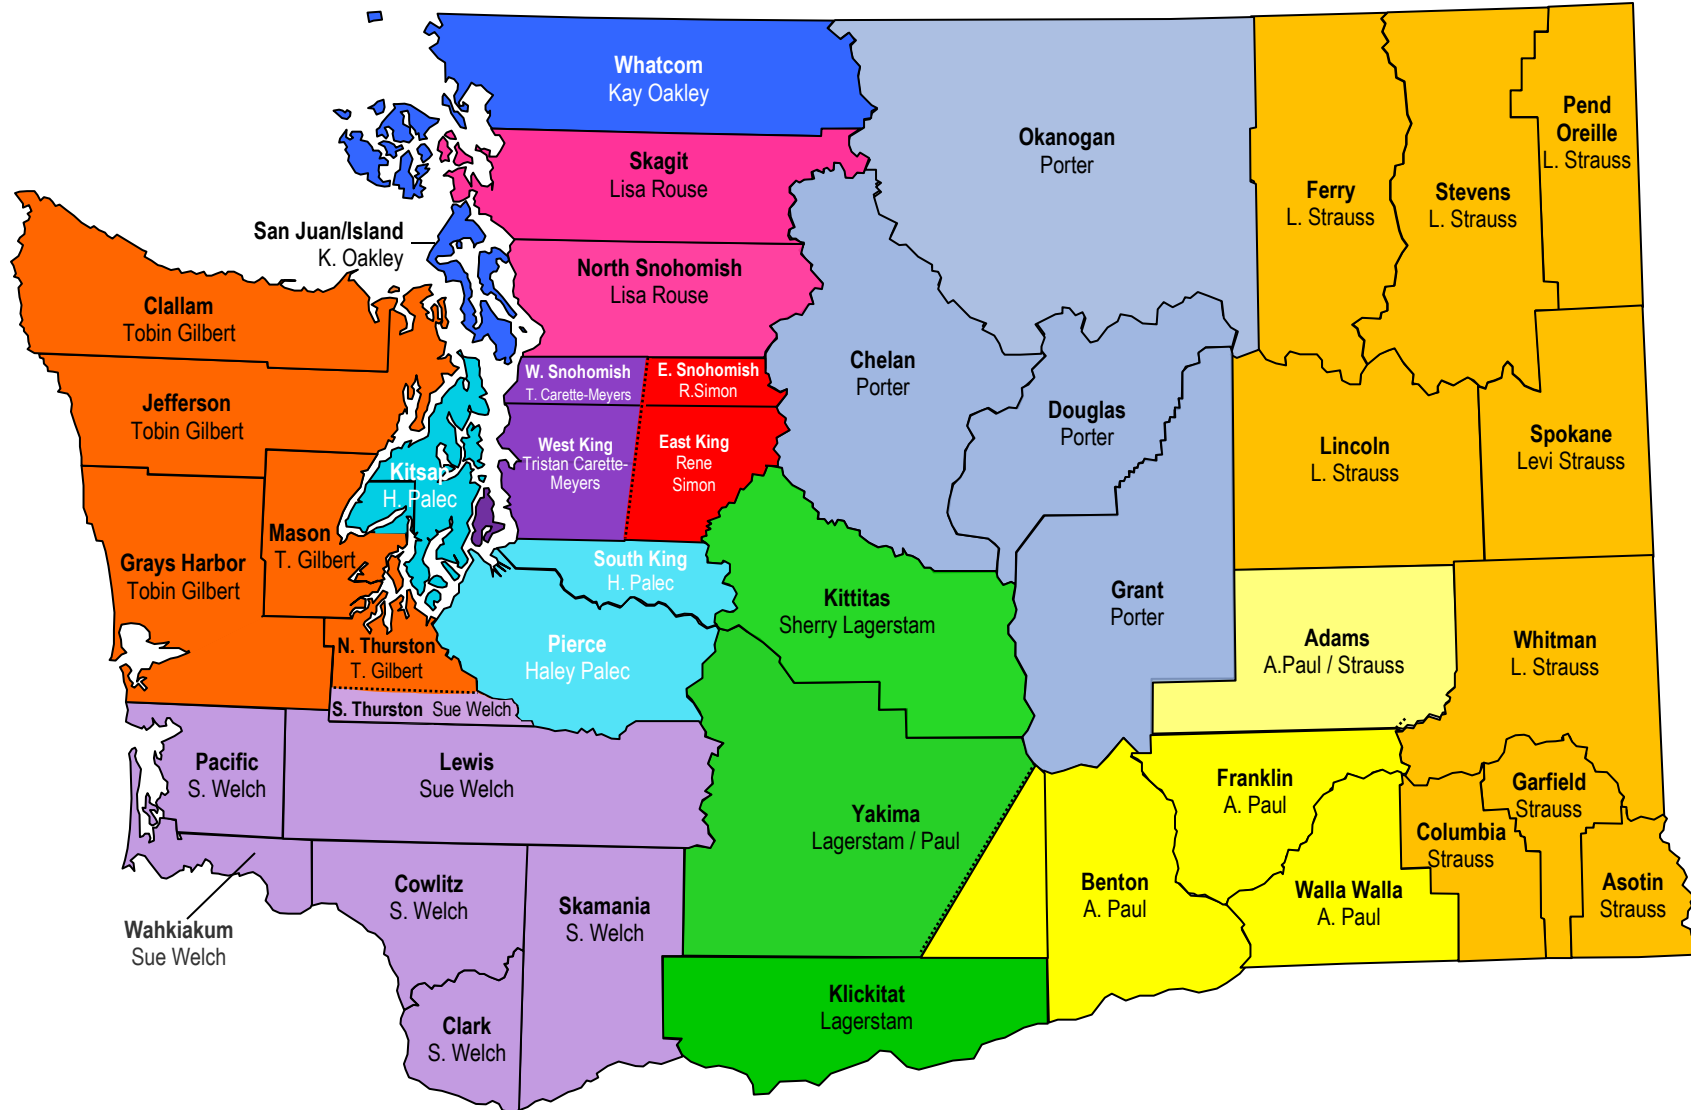 Whatcom
Kay Oakley
Okanogan
Porter
Pend
Oreille
L. Strauss
Skagit
Lisa Rouse
Ferry
L. Strauss
Stevens
L. Strauss
San Juan/Island
K. Oakley
North Snohomish
Lisa Rouse
Clallam
Tobin Gilbert
Chelan
Porter
W. Snohomish
T. Carette-Meyers
E. Snohomish
R.Simon
Jefferson
Tobin Gilbert
Douglas
Porter
Lincoln
L. Strauss
Spokane
Levi Strauss
West King
Tristan Carette-
Meyers
East King
Rene
Simon
Kitsap
H. Palec
Mason
T. Gilbert
Grays Harbor
Tobin Gilbert
South King
H. Palec
Kittitas
Sherry Lagerstam
Grant
Porter
Adams
A.Paul / Strauss
Whitman
L. Strauss
N. Thurston
T. Gilbert
Pierce
Haley Palec
S. Thurston Sue Welch
Pacific
S. Welch
Lewis
Sue Welch
Yakima
Lagerstam / Paul
Franklin
A. Paul
Garfield
Strauss
Columbia
Strauss
Benton
A. Paul
Walla Walla
A. Paul
Asotin
Strauss
Cowlitz
S. Welch
Skamania
S. Welch
Wahkiakum
Sue Welch
Klickitat
Lagerstam
Clark
S. Welch